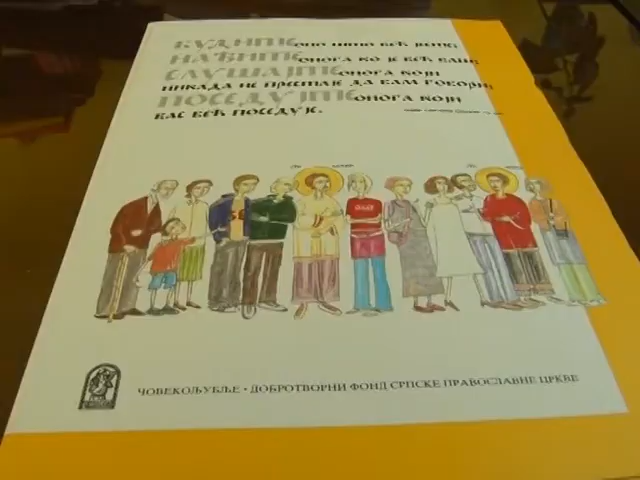 БУДИТЕ ОНО ШТО ВЕЋ ЈЕСТЕ;
НАЂИТЕ ОНОГА КО ЈЕ ВЕЋ ВАШ;
СЛУШАЈТЕ ОНОГА КОЈИ
НИКАДА НЕ ПРЕСТАЈЕ ДА ВАМ ГОВОРИ;
ПОСЕДУЈТЕ ОНОГА КОЈИ
ВАС ВЕЋ ПОСЕДУЈЕ.
ЧОВЕКОЉУБЉЕ • ДОБРОТВОРНИ ФОНД СРПСКЕ ПРАВОСЛАВНЕ ЦРКВЕ